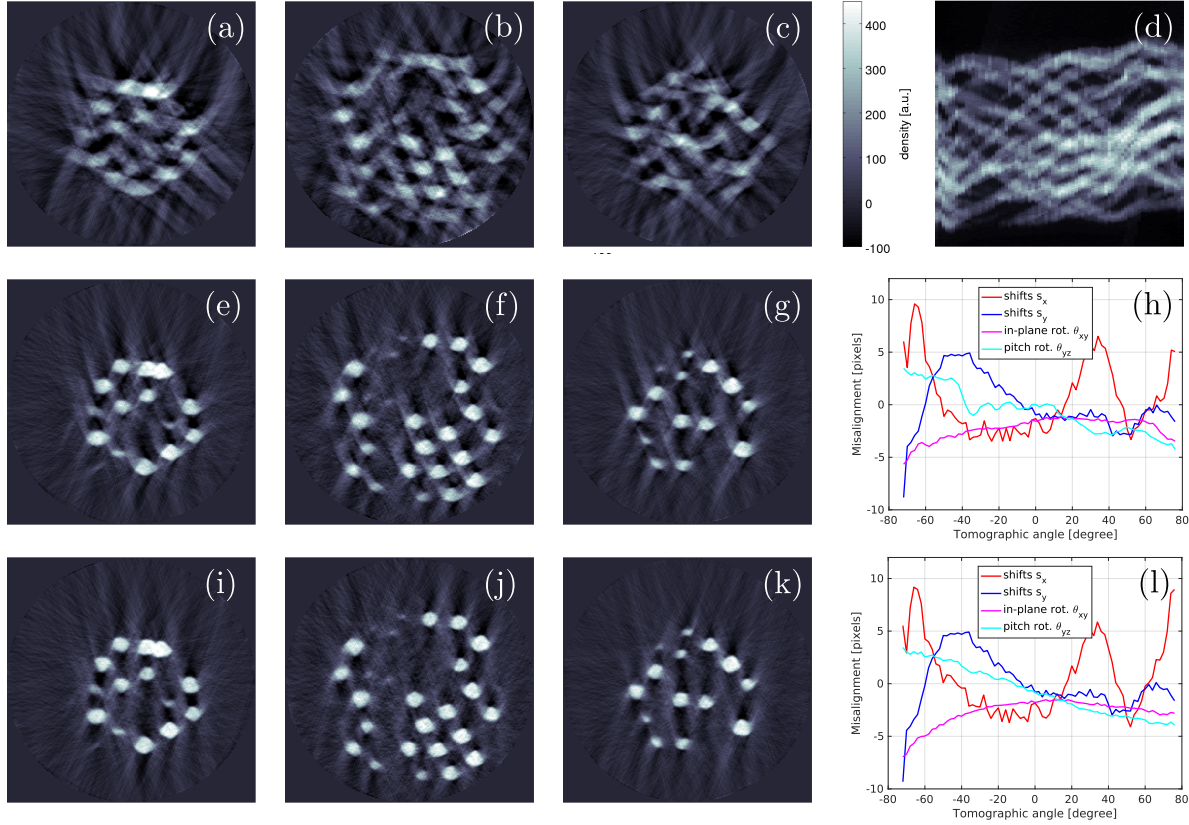 (a)
(b)
(c)
400
300
200
100
0
-100
density [a.u.]
(d)
(e)
(f)
(g)
(h)
shifts s_x
shifts s_y
in-plane rot. θ_xy
pitch rot. θ_yz
10
5
0
-5
-10
Misalignment [pixels]
-80 -60 -40 -20 0 20 40 60 80
Tomographic angle [degree]
(i)
(j)
(k)
(l)
shifts s_x
shifts s_y
in-plane rot. θ_xy
pitch rot. θ_yz
10
5
0
-5
-10
Misalignment [pixels]
-80 -60 -40 -20 0 20 40 60 80
Tomographic angle [degree]